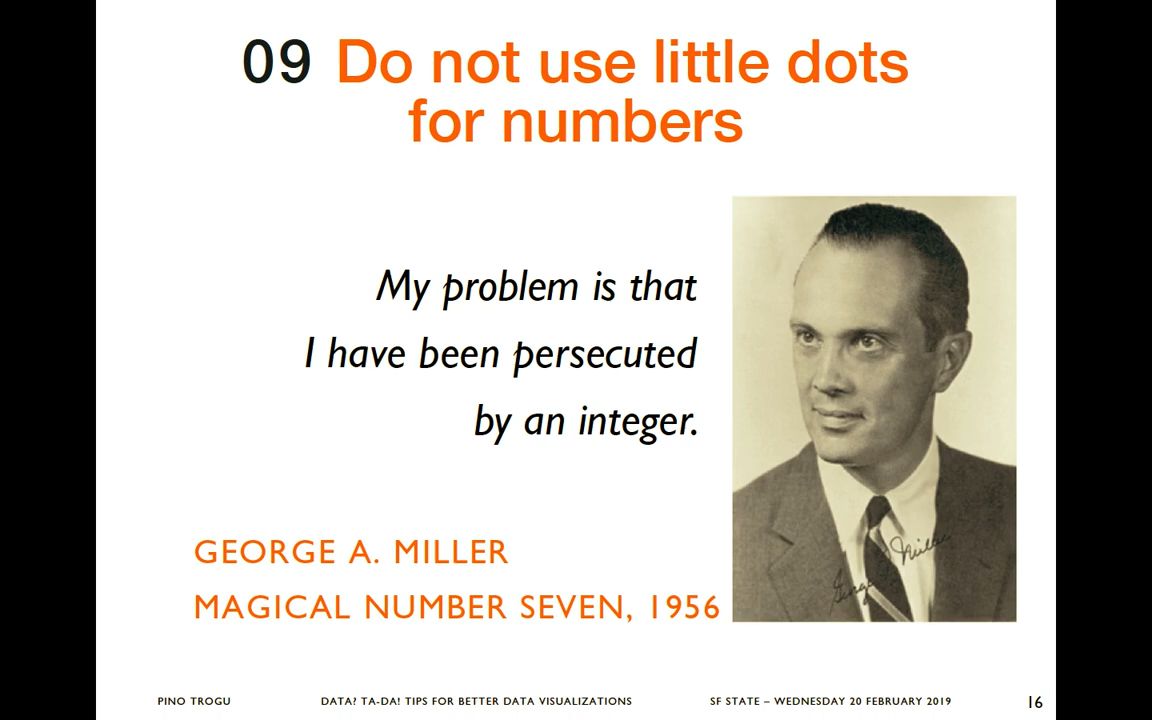 09 Do not use little dots
for numbers
My problem is that
I have been persecuted
by an integer.
GEORGE A. MILLER
MAGICAL NUMBER SEVEN, 1956
George A Miller
PINO TROGU DATA? TA-DA! TIPS FOR BETTER DATA VISUALIZATIONS SF STATE – WEDNESDAY 20 FEBRUARY 2019 16